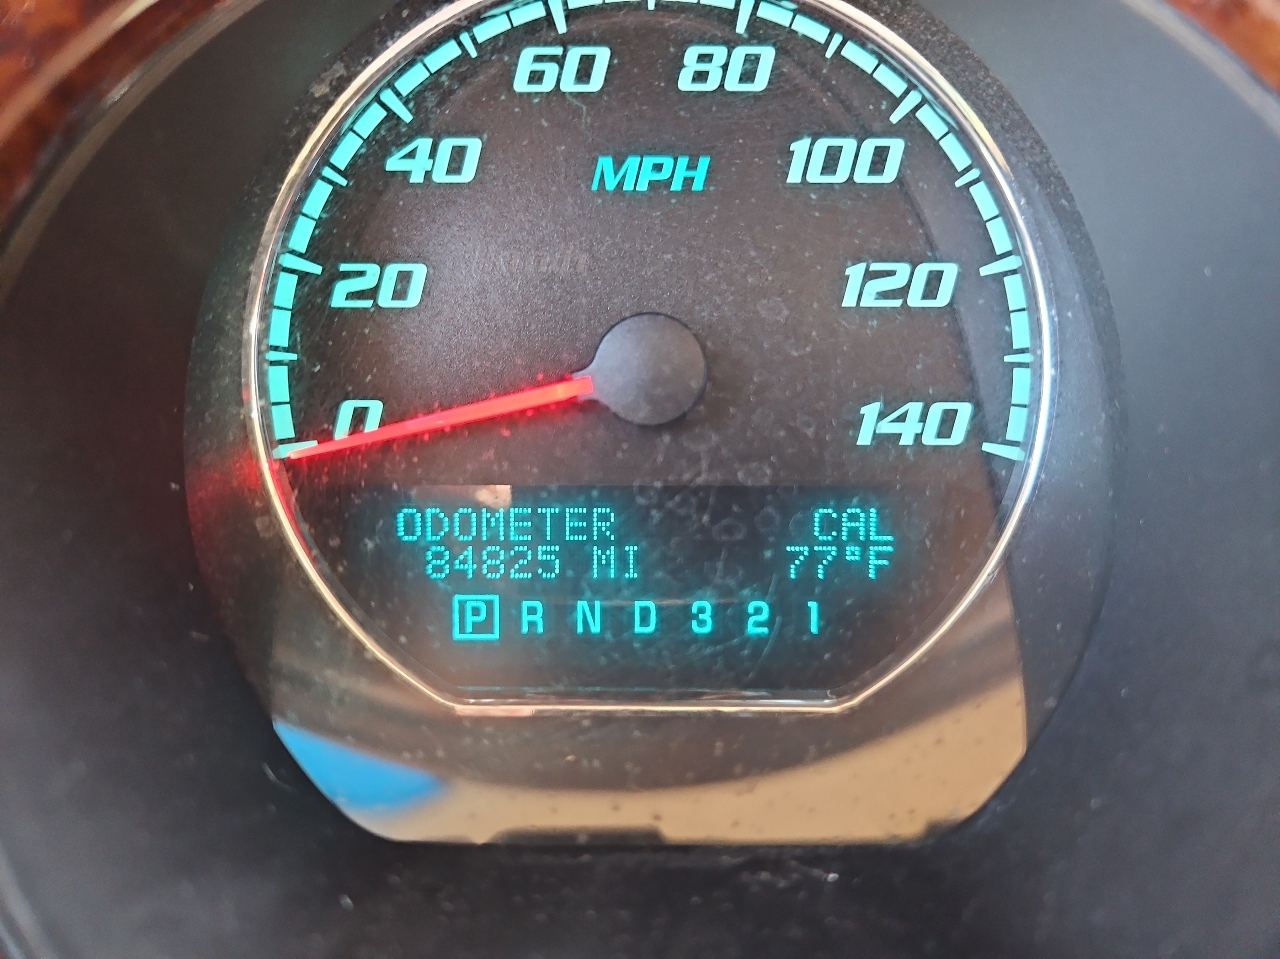 60 80
40 MPH 100
20 120
0 140
ODOMETER CAL
84825 MI 77°F
P R N D 3 2 1